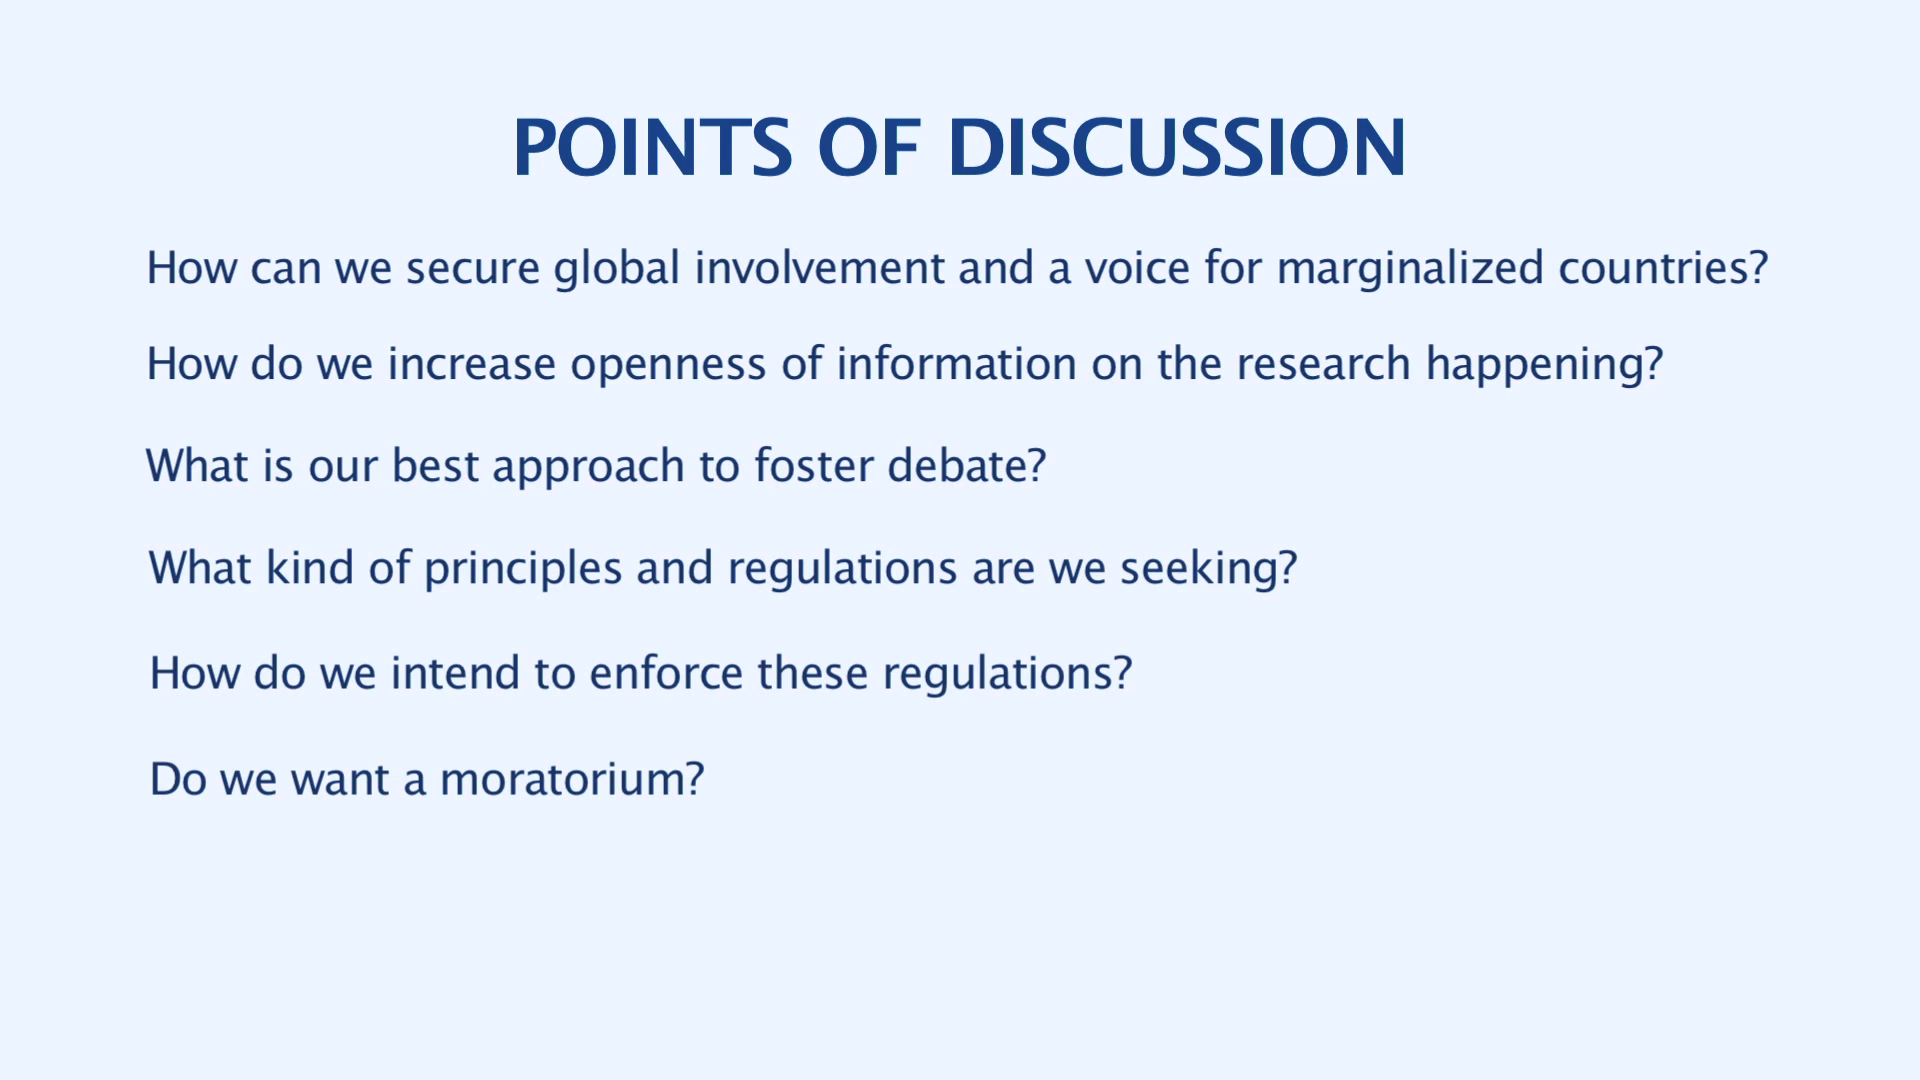 POINTS OF DISCUSSION
How can we secure global involvement and a voice for marginalized countries?
How do we increase openness of information on the research happening?
What is our best approach to foster debate?
What kind of principles and regulations are we seeking?
How do we intend to enforce these regulations?
Do we want a moratorium?